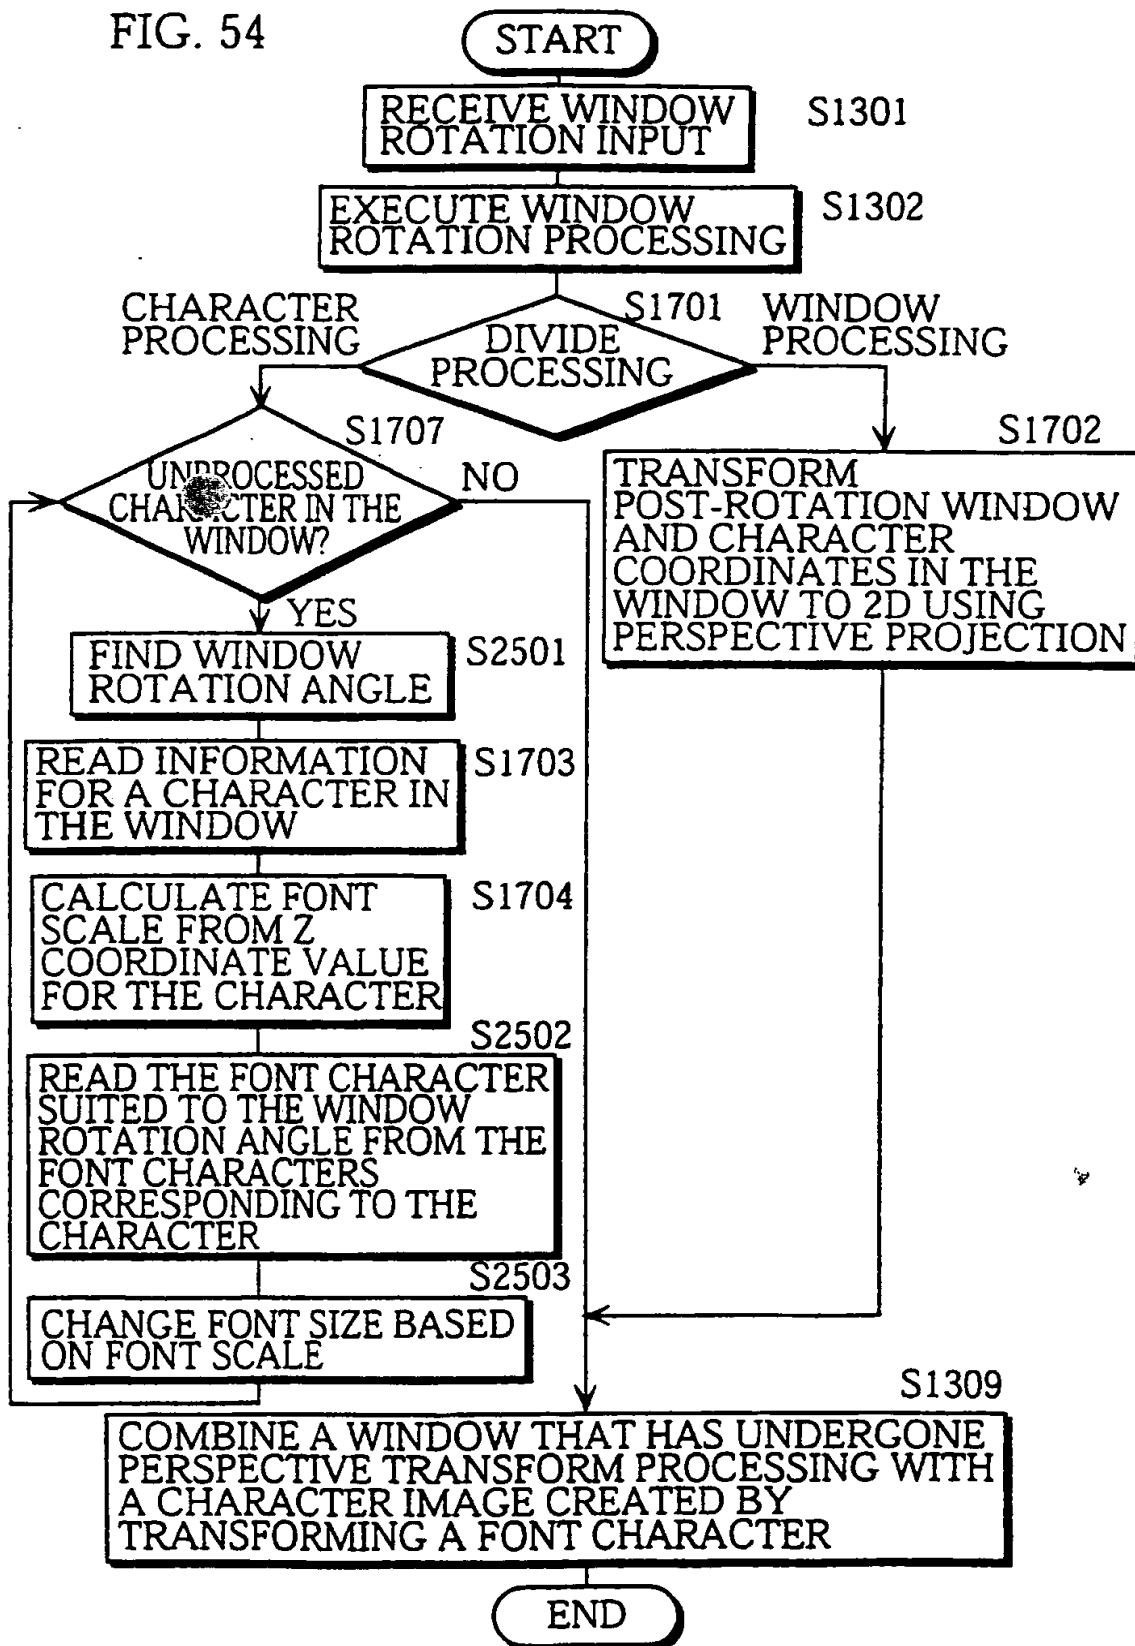 FIG. 54
START
RECEIVE WINDOW
ROTATION INPUT
S1301
EXECUTE WINDOW
ROTATION PROCESSING
S1302
CHARACTER
PROCESSING
S1701
DIVIDE
PROCESSING
WINDOW
PROCESSING
S1707
UNPROCESSED
CHARACTER IN THE
WINDOW?
NO
YES
S1702
TRANSFORM
POST-ROTATION WINDOW
AND CHARACTER
COORDINATES IN THE
WINDOW TO 2D USING
PERSPECTIVE PROJECTION
FIND WINDOW
ROTATION ANGLE
S2501
READ INFORMATION
FOR A CHARACTER IN
THE WINDOW
S1703
CALCULATE FONT
SCALE FROM Z
COORDINATE VALUE
FOR THE CHARACTER
S1704
S2502
READ THE FONT CHARACTER
SUITED TO THE WINDOW
ROTATION ANGLE FROM THE
FONT CHARACTERS
CORRESPONDING TO THE
CHARACTER
S2503
CHANGE FONT SIZE BASED
ON FONT SCALE
S1309
COMBINE A WINDOW THAT HAS UNDERGONE
PERSPECTIVE TRANSFORM PROCESSING WITH
A CHARACTER IMAGE CREATED BY
TRANSFORMING A FONT CHARACTER
END